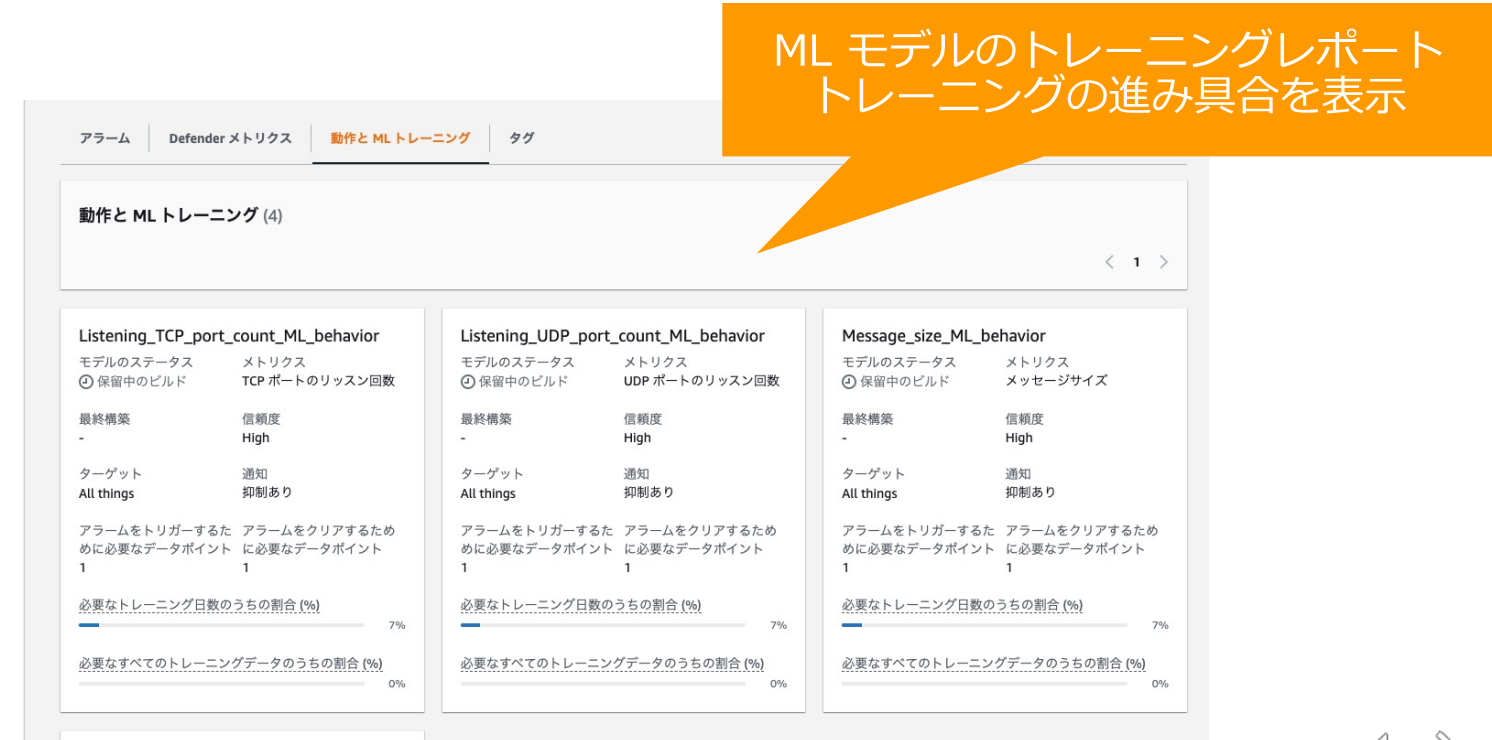 ML モデルのトレーニングレポート
トレーニングの進み具合を表示
アラーム
Defender メトリクス
動作と ML トレーニング
タグ
動作と ML トレーニング (4)
< 1 >
Listening_TCP_port_count_ML_behavior
モデルのステータス
メトリクス
保留中のビルド
TCP ポートのリッスン回数
最終構築
信頼度
-
High
ターゲット
通知
All things
抑制あり
アラームをトリガーするた
めに必要なデータポイント
1
アラームをクリアするため
に必要なデータポイント
1
必要なトレーニング日数のうちの割合 (%)
7%
必要なすべてのトレーニングデータのうちの割合 (%)
0%
Listening_UDP_port_count_ML_behavior
モデルのステータス
メトリクス
保留中のビルド
UDP ポートのリッスン回数
最終構築
信頼度
-
High
ターゲット
通知
All things
抑制あり
アラームをトリガーするた
めに必要なデータポイント
1
アラームをクリアするため
に必要なデータポイント
1
必要なトレーニング日数のうちの割合 (%)
7%
必要なすべてのトレーニングデータのうちの割合 (%)
0%
Message_size_ML_behavior
モデルのステータス
メトリクス
保留中のビルド
メッセージサイズ
最終構築
信頼度
-
High
ターゲット
通知
All things
抑制あり
アラームをトリガーするた
めに必要なデータポイント
1
アラームをクリアするため
に必要なデータポイント
1
必要なトレーニング日数のうちの割合 (%)
7%
必要なすべてのトレーニングデータのうちの割合 (%)
0%